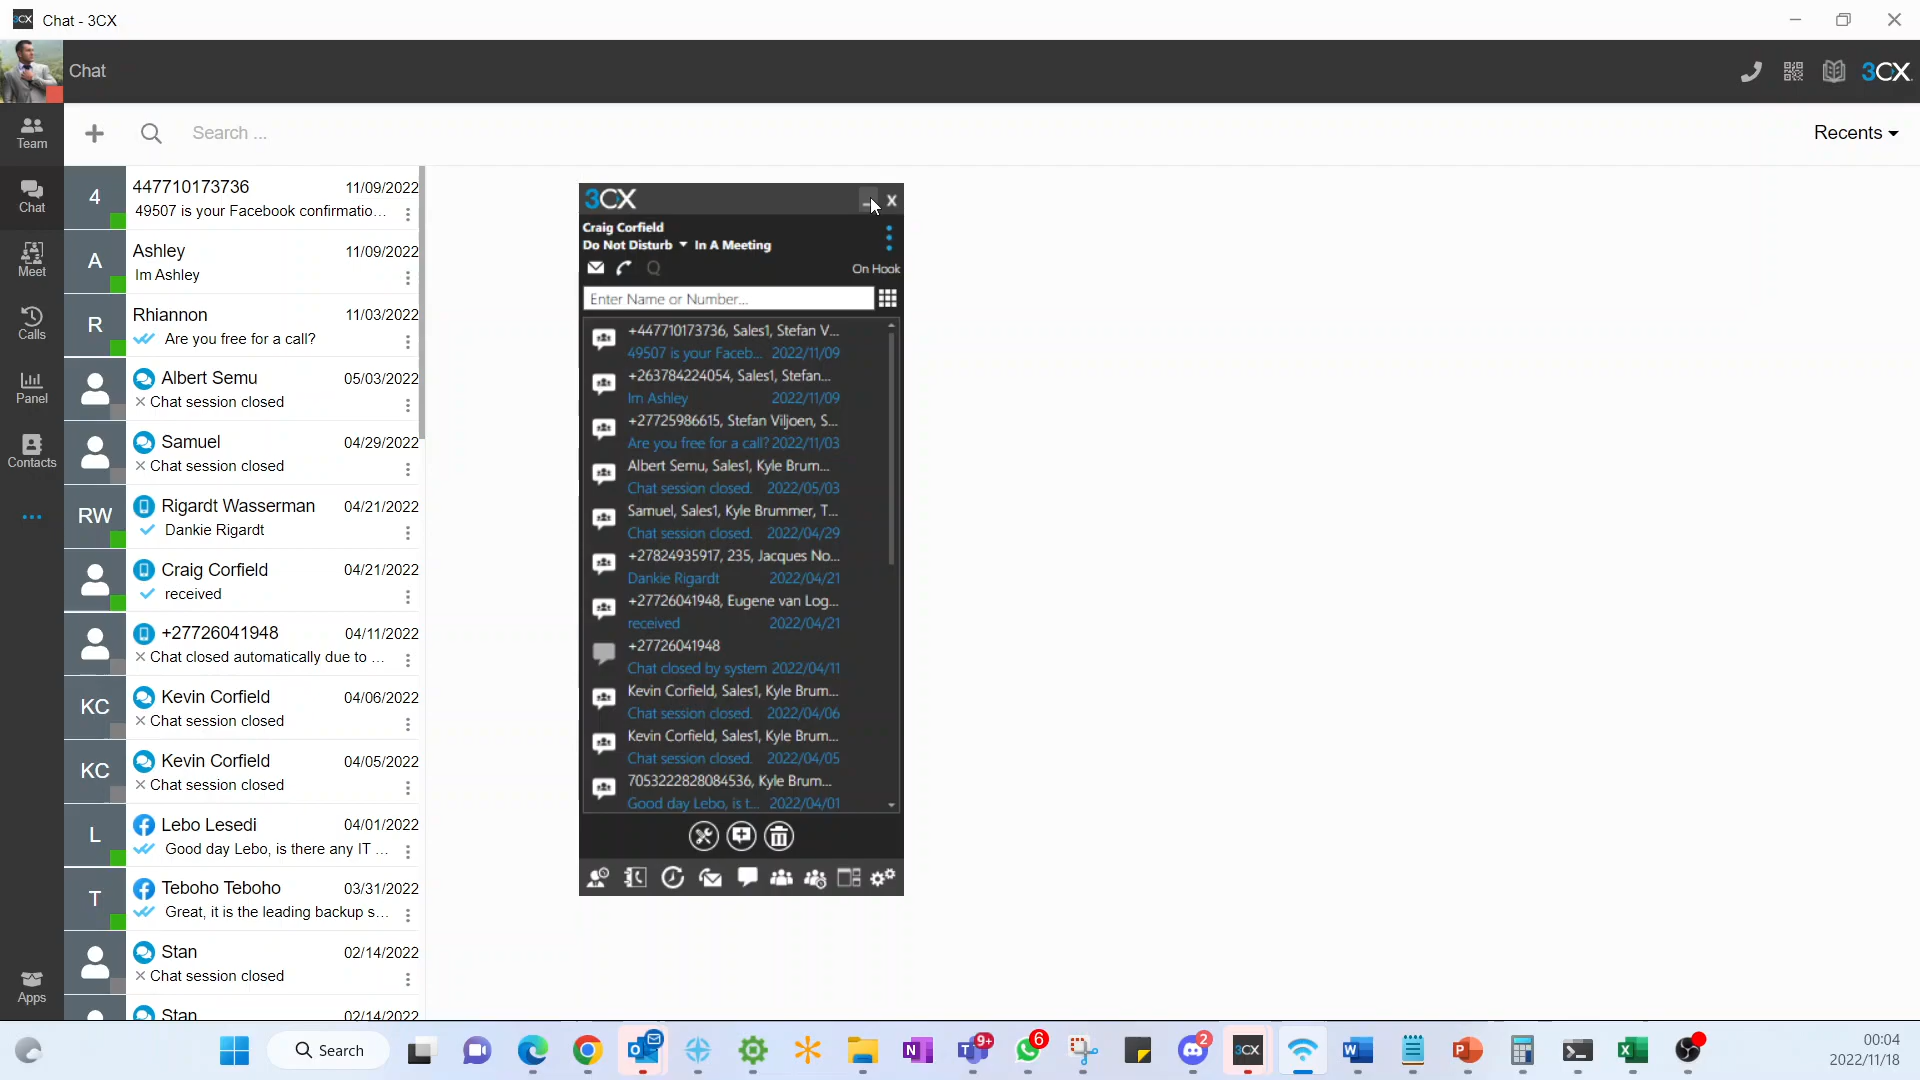 3CX Chat - 3CX
Chat
3CX
Team
Chat
Meet
Calls
Panel
Contacts
Apps
Search ...
Recents
4 447710173736 11/09/2022
49507 is your Facebook confirmatio...
A Ashley 11/09/2022
Im Ashley
R Rhiannon 11/03/2022
Are you free for a call?
Albert Semu 05/03/2022
Chat session closed
Samuel 04/29/2022
Chat session closed
RW Rigardt Wasserman 04/21/2022
Dankie Rigardt
Craig Corfield 04/21/2022
received
+27726041948 04/11/2022
Chat closed automatically due to ...
KC Kevin Corfield 04/06/2022
Chat session closed
KC Kevin Corfield 04/05/2022
Chat session closed
L Lebo Lesedi 04/01/2022
Good day Lebo, is there any IT ...
T Teboho Teboho 03/31/2022
Great, it is the leading backup s...
Stan 02/14/2022
Chat session closed
Stan 02/14/2022
3CX
Craig Corfield
Do Not Disturb In A Meeting
On Hook
Enter Name or Number...
+447710173736, Sales1, Stefan V...
49507 is your Faceb... 2022/11/09
+263784224054, Sales1, Stefan...
Im Ashley 2022/11/09
+27725986615, Stefan Viljoen, S...
Are you free for a call? 2022/11/03
Albert Semu, Sales1, Kyle Brum...
Chat session closed. 2022/05/03
Samuel, Sales1, Kyle Brummer, T...
Chat session closed. 2022/04/29
+27824935917, 235, Jacques No...
Dankie Rigardt 2022/04/21
+27726041948, Eugene van Log...
received 2022/04/21
+27726041948
Chat closed by system 2022/04/11
Kevin Corfield, Sales1, Kyle Brum...
Chat session closed. 2022/04/06
Kevin Corfield, Sales1, Kyle Brum...
Chat session closed. 2022/04/05
7053222828084536, Kyle Brum...
Good day Lebo, is t... 2022/04/01
Search
9+
6
2
3CX
00:04
2022/11/18